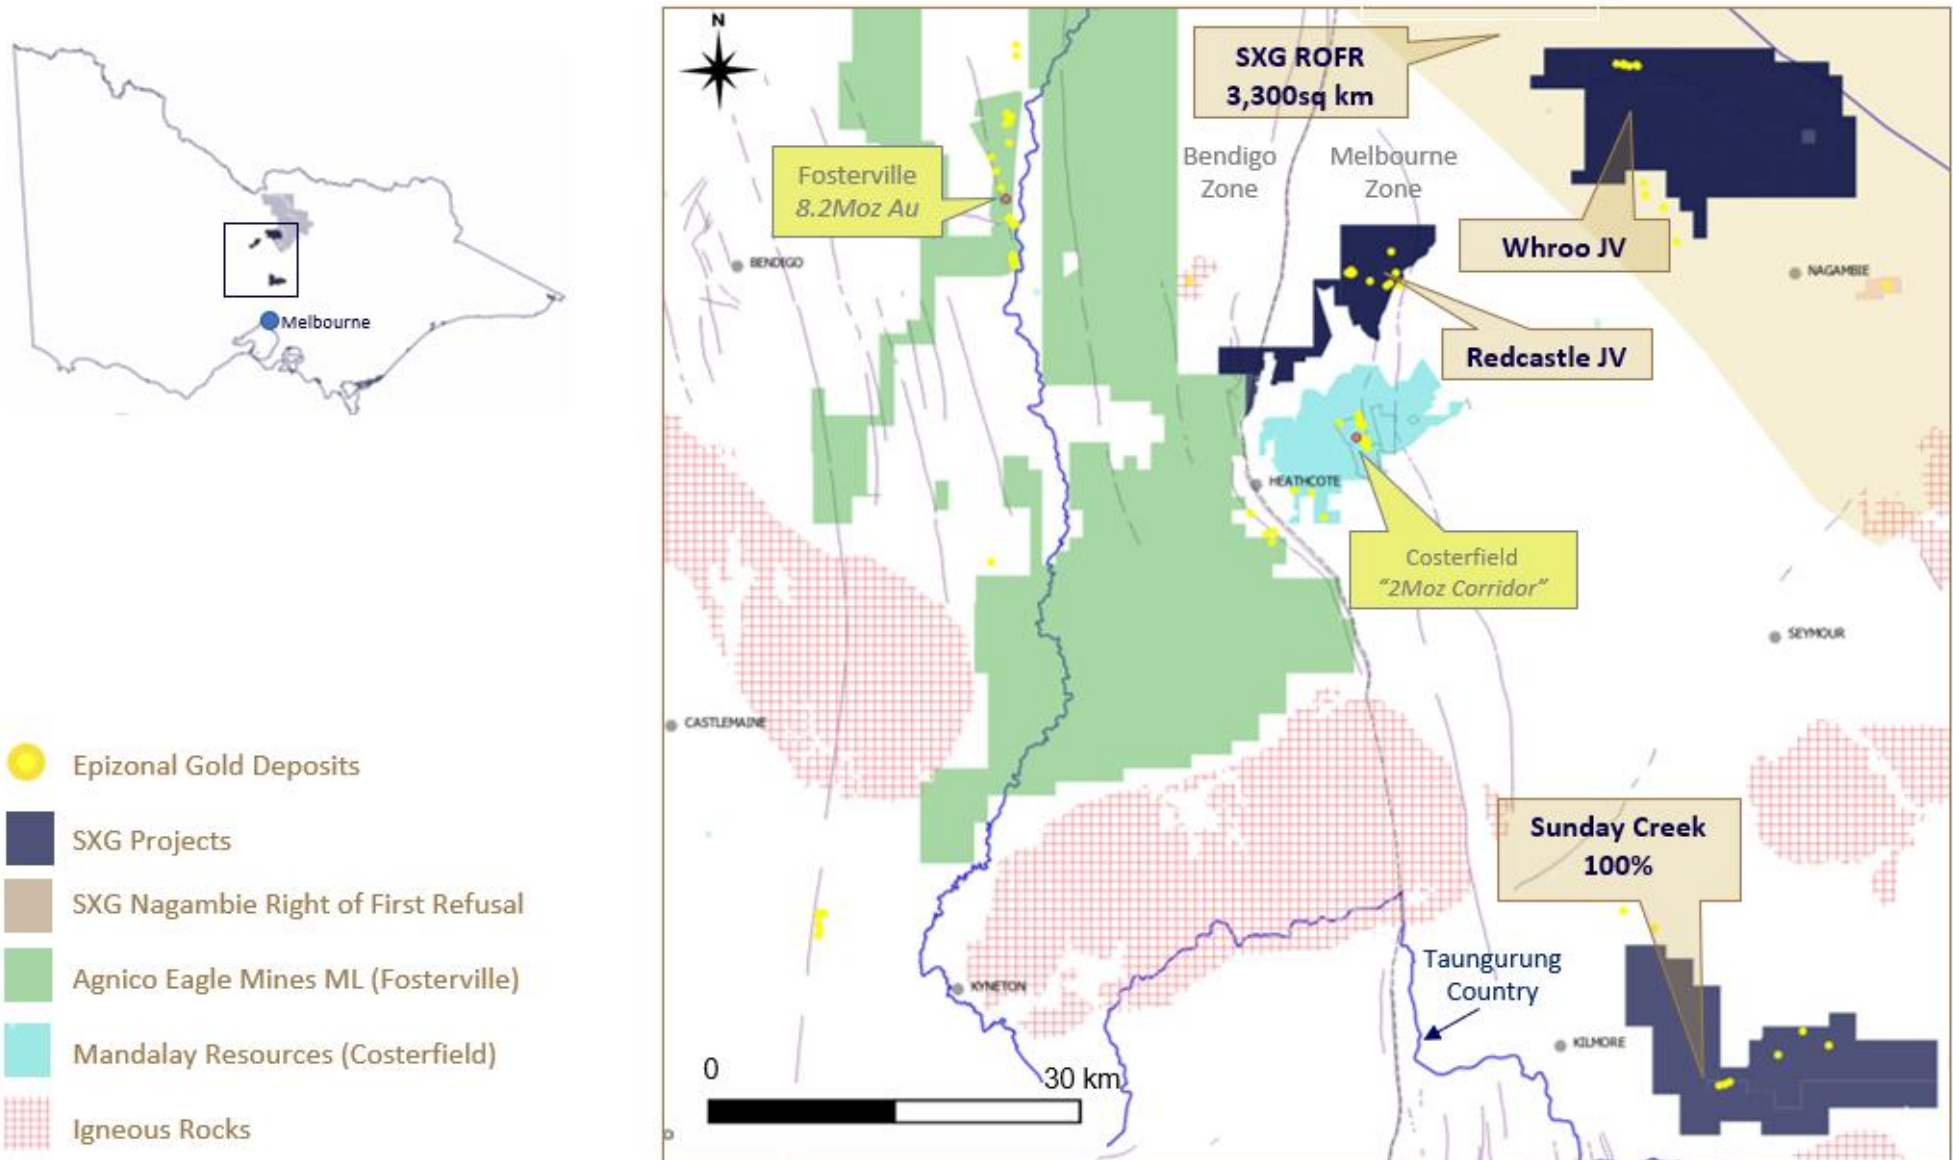 Melbourne
Epizonal Gold Deposits
SXG Projects
SXG Nagambie Right of First Refusal
Agnico Eagle Mines ML (Fosterville)
Mandalay Resources (Costerfield)
Igneous Rocks
N
SXG ROFR
3,300sq km
Bendigo
Zone
Melbourne
Zone
Fosterville
8.2Moz Au
BENDIGO
Whroo JV
NAGAMBIE
Redcastle JV
HEATHCOTE
Costerfield
“2Moz Corridor”
SEYMOUR
CASTLEMAINE
Sunday Creek
100%
Taungurung
Country
KYNETON
KILMORE
0
30 km